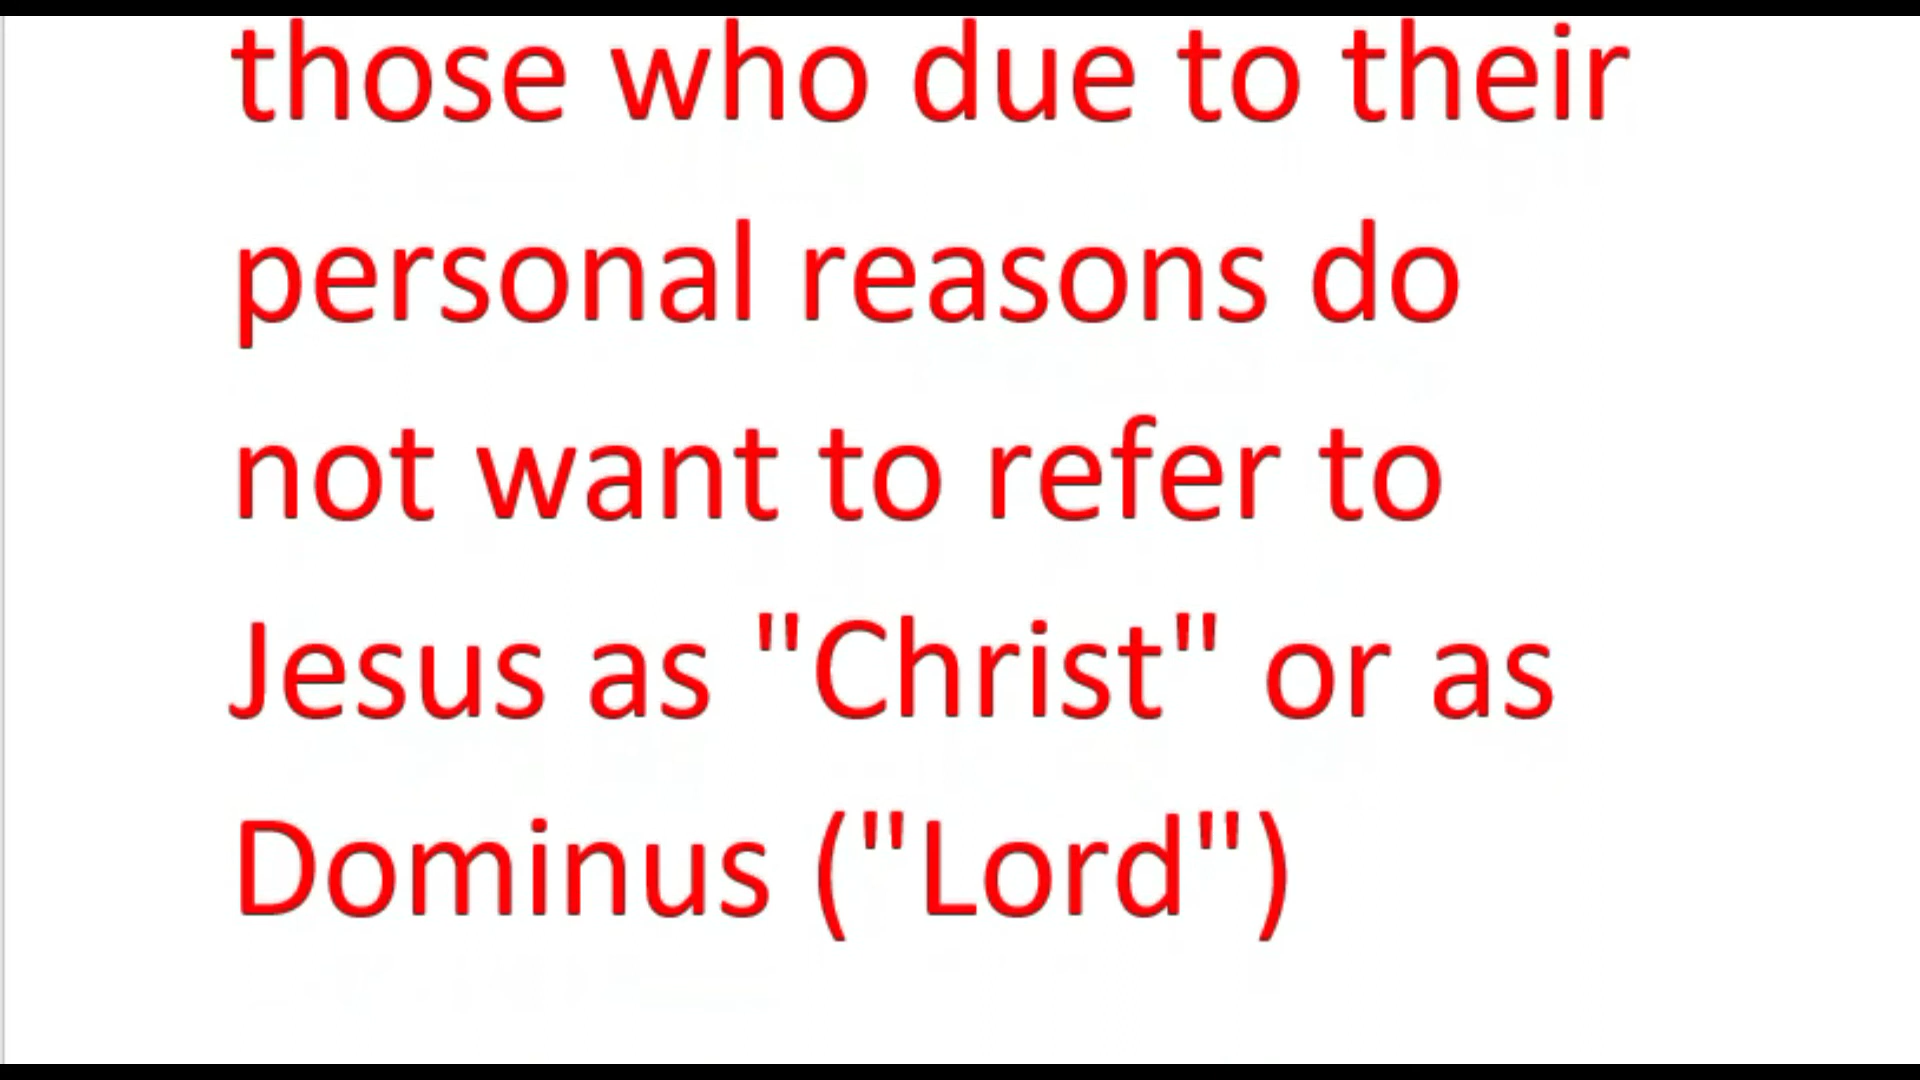 those who due to their
personal reasons do
not want to refer to
Jesus as "Christ" or as
Dominus ("Lord")